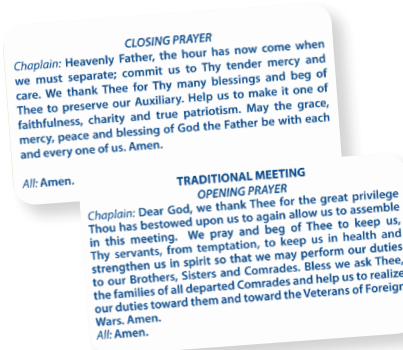 CLOSING PRAYER
Chaplain: Heavenly Father, the hour has now come when
we must separate; commit us to Thy tender mercy and
care. We thank Thee for Thy many blessings and beg of
Thee to preserve our Auxiliary. Help us to make it one of
faithfulness, charity and true patriotism. May the grace,
mercy, peace and blessing of God the Father be with each
and every one of us. Amen.
All: Amen.
TRADITIONAL MEETING
OPENING PRAYER
Chaplain: Dear God, we thank Thee for the great privilege
Thou has bestowed upon us to again allow us to assemble
in this meeting. We pray and beg of Thee to keep us,
Thy servants, from temptation, to keep us in health and
strengthen us in spirit so that we may perform our duties
to our Brothers, Sisters and Comrades. Bless we ask Thee,
the families of all departed Comrades and help us to realize
our duties toward them and toward the Veterans of Foreign
Wars. Amen.
All: Amen.